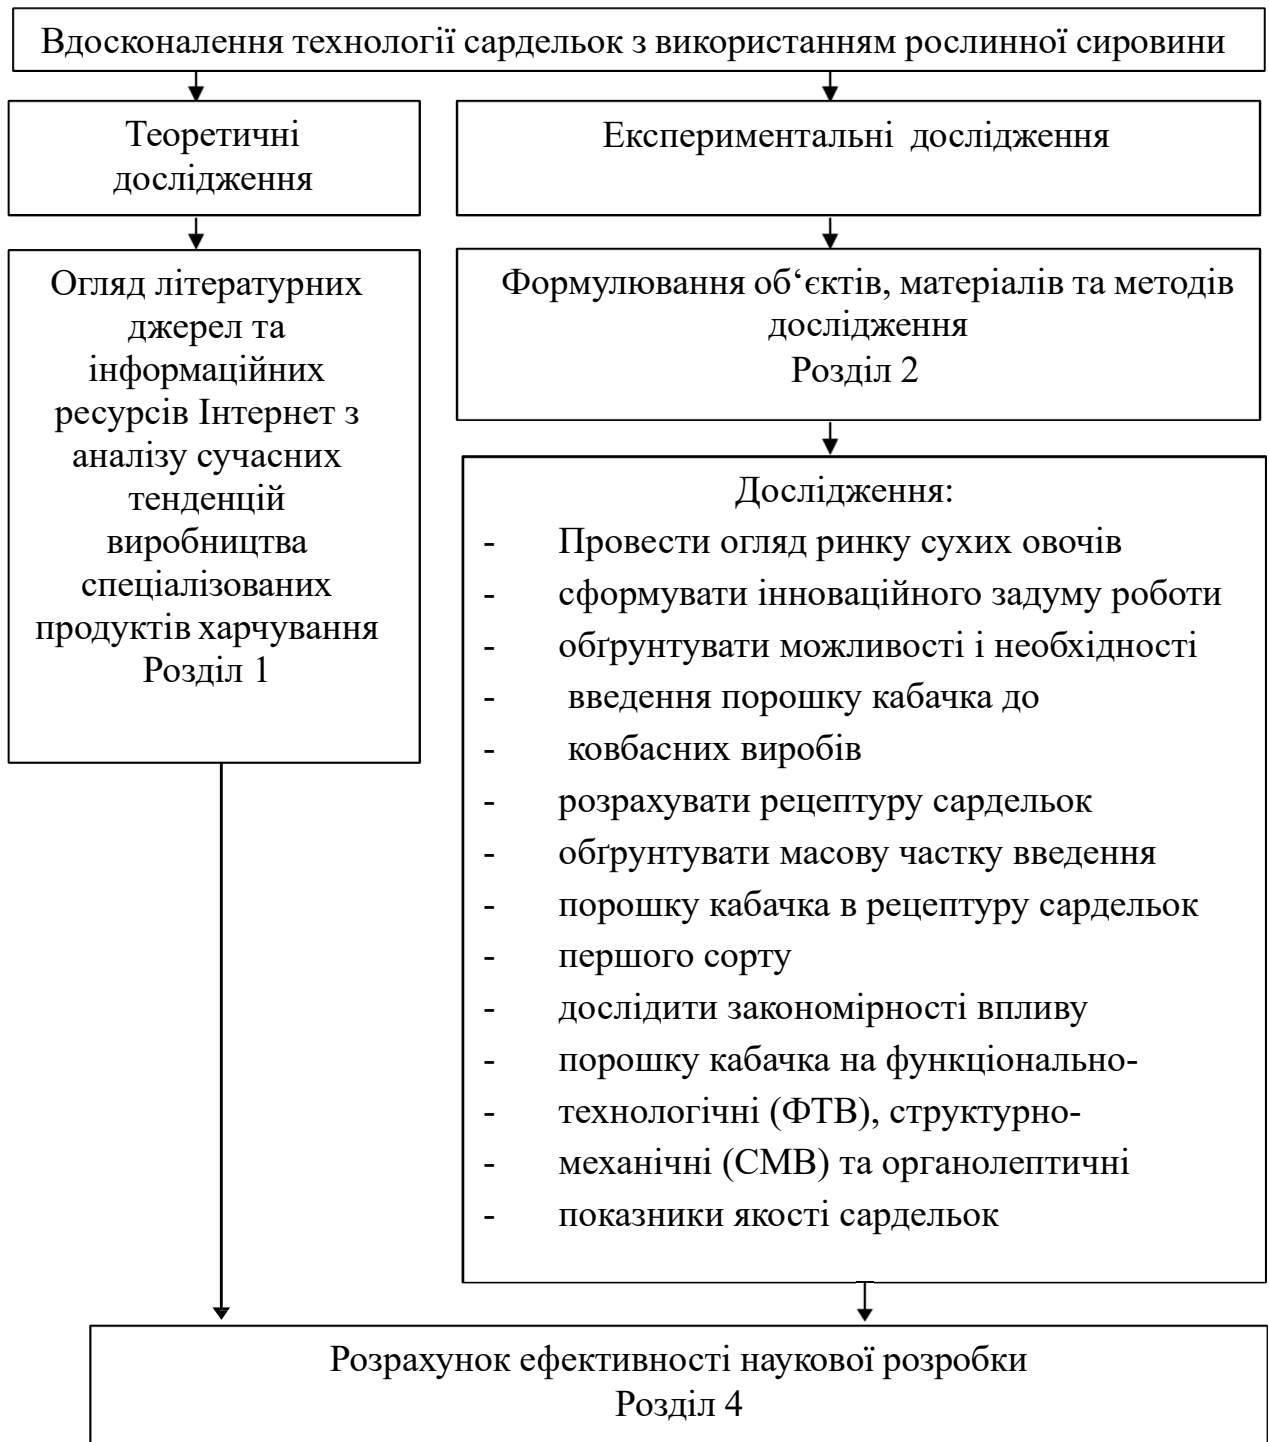 Вдосконалення технології сардельок з використанням рослинної сировини
Теоретичні
дослідження
Експериментальні дослідження
Огляд літературних
джерел та
інформаційних
ресурсів Інтернет з
аналізу сучасних
тенденцій
виробництва
спеціалізованих
продуктів харчування
Розділ 1
Формулювання об‘єктів, матеріалів та методів
дослідження
Розділ 2
Дослідження:
- Провести огляд ринку сухих овочів
- сформувати інноваційного задуму роботи
- обґрунтувати можливості і необхідності
- введення порошку кабачка до
- ковбасних виробів
- розрахувати рецептуру сардельок
- обґрунтувати масову частку введення
- порошку кабачка в рецептуру сардельок
- першого сорту
- дослідити закономірності впливу
- порошку кабачка на функціонально-
- технологічні (ФТВ), структурно-
- механічні (СМВ) та органолептичні
- показники якості сардельок
Розрахунок ефективності наукової розробки
Розділ 4